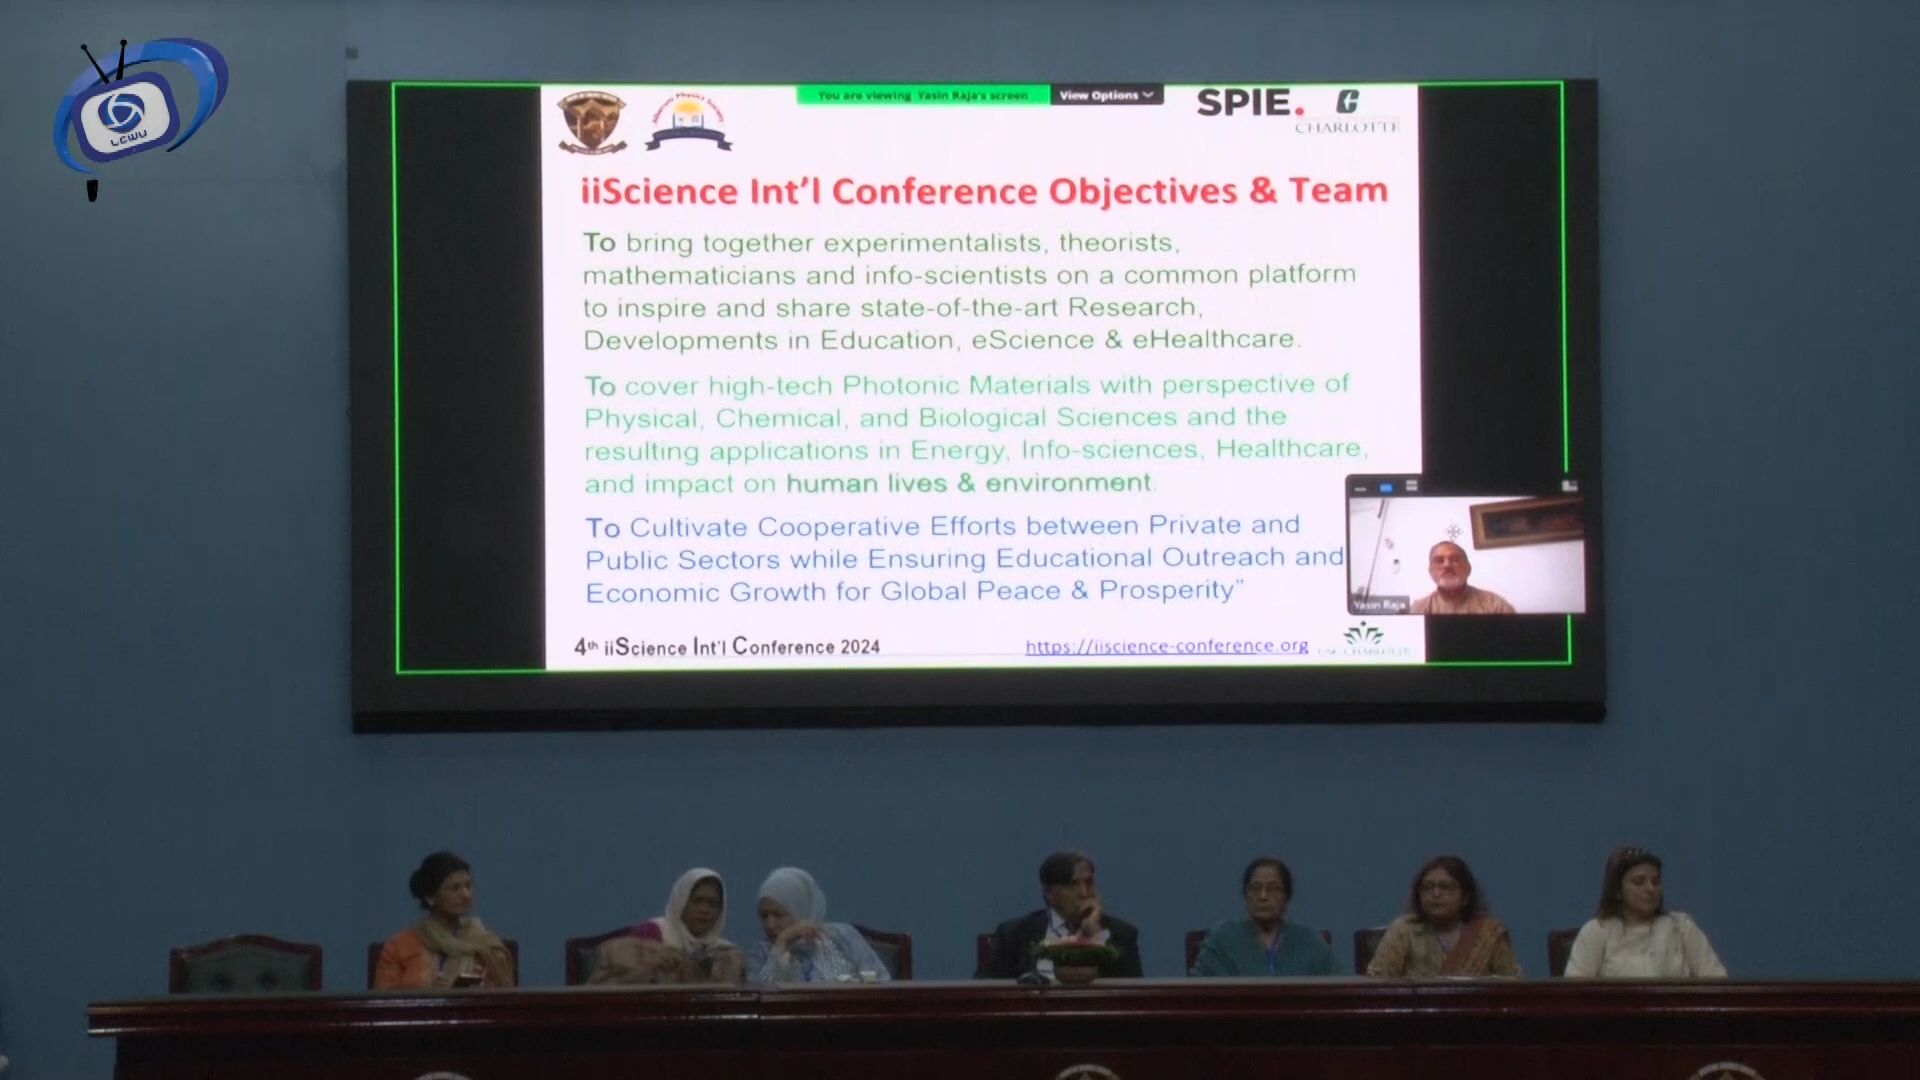 LCWU
You are viewing Yasin Raja's screen
View Options
SPIE.
CHARLOTTE
iiScience Int'l Conference Objectives & Team
To bring together experimentalists, theorists,
mathematicians and info-scientists on a common platform
to inspire and share state-of-the-art Research,
Developments in Education, eScience & eHealthcare.
To cover high-tech Photonic Materials with perspective of
Physical, Chemical, and Biological Sciences and the
resulting applications in Energy, Info-sciences, Healthcare,
and impact on human lives & environment.
To Cultivate Cooperative Efforts between Private and
Public Sectors while Ensuring Educational Outreach and
Economic Growth for Global Peace & Prosperity"
Yasin Raja
4th iiScience Int'l Conference 2024
https://iiscience-conference.org
UNC CHARLOTTE